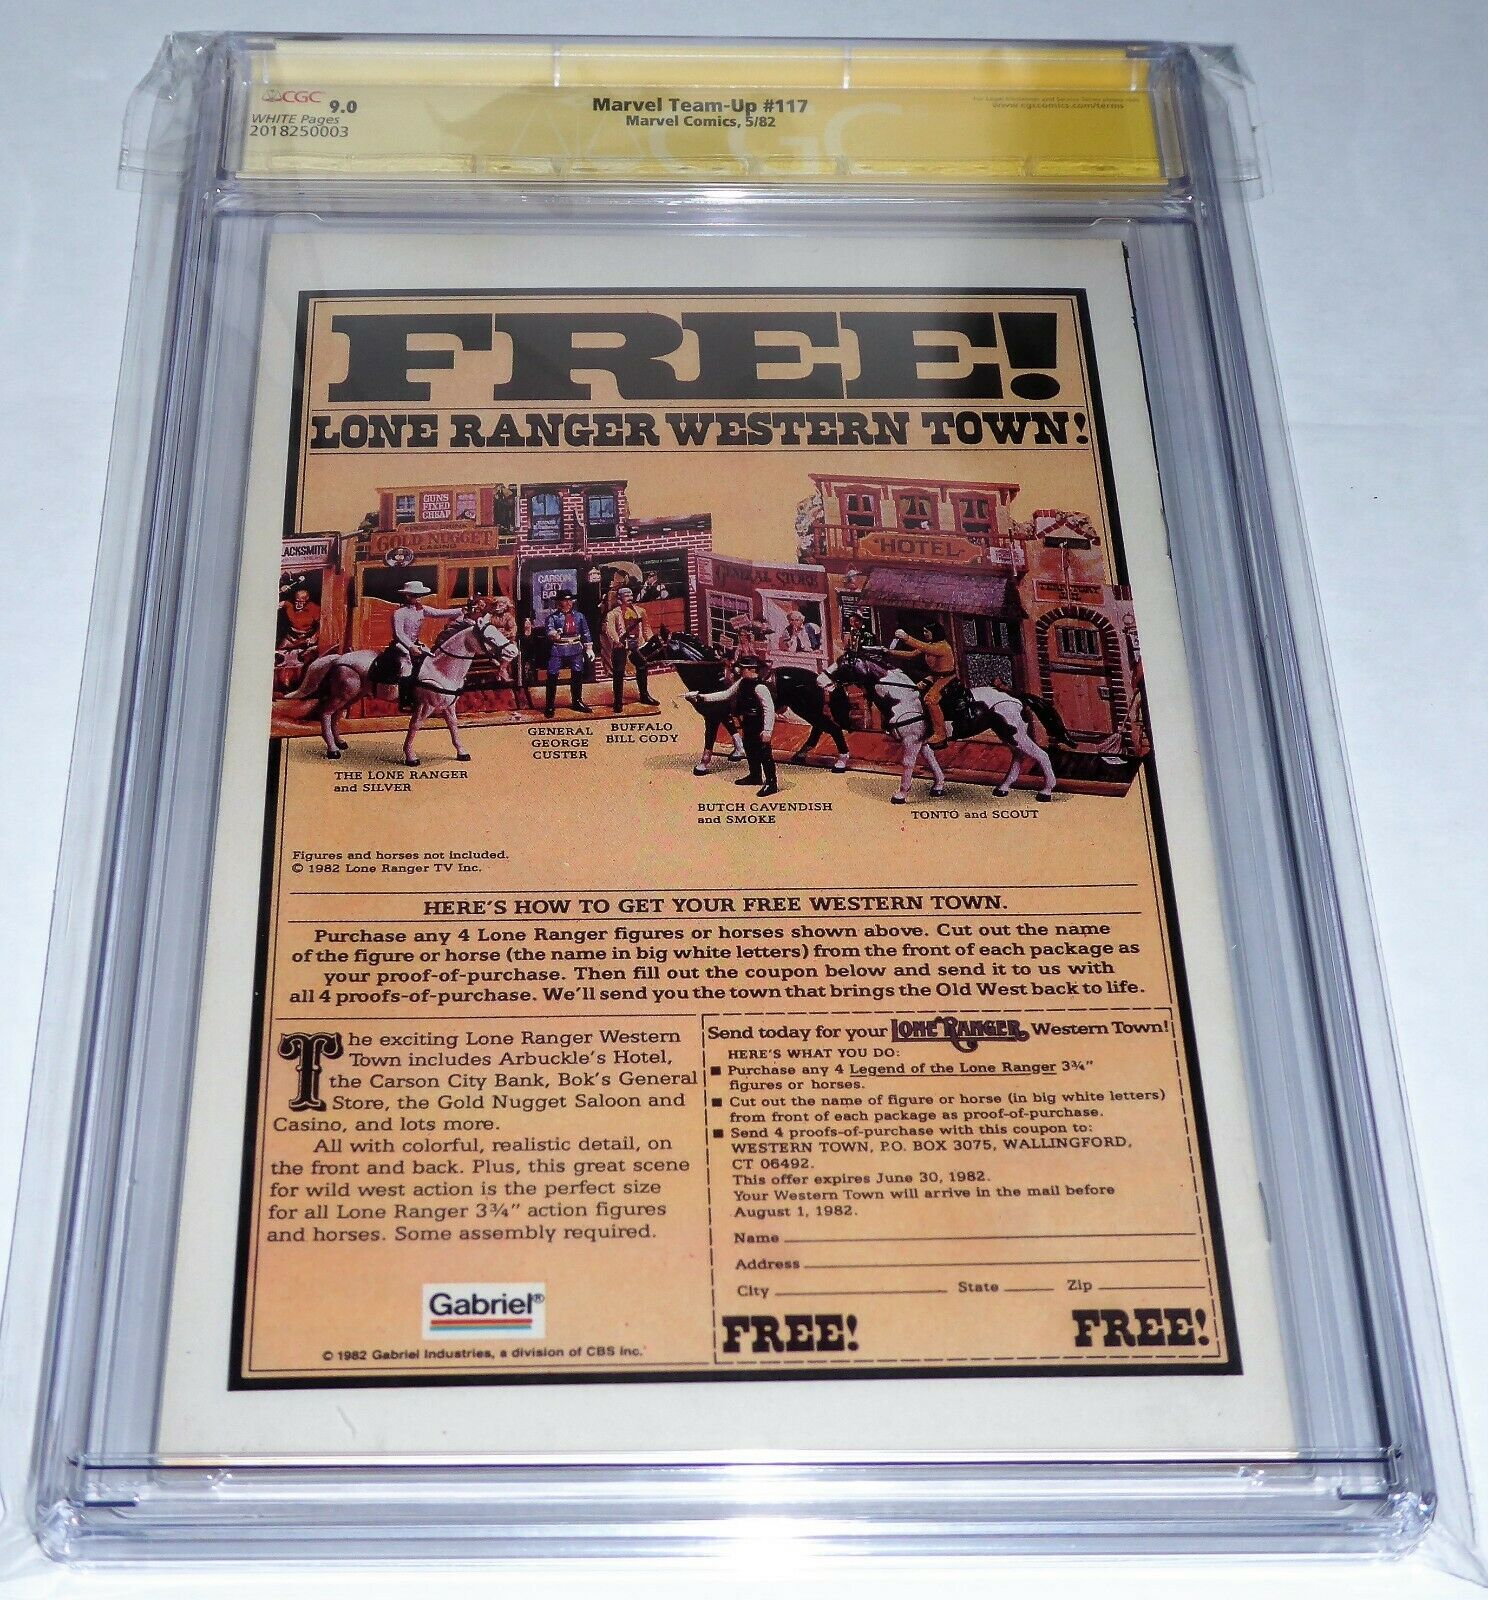 CGC 9.0
WHITE Pages
2018250003
Marvel Team-Up #117
Marvel Comics, 5/82
www.cgccomics.com/terms
CGC
FREE!
LONE RANGER WESTERN TOWN!
GUNS
FIXED
CHEAP
GOLD NUGGET
CASINO
LACKSMITH
CARSON
CITY
BANK
GENERAL STORE
HOTEL
THE LONE RANGER
and SILVER
GENERAL
GEORGE
CUSTER
BUFFALO
BILL CODY
BUTCH CAVENDISH
and SMOKE
TONTO and SCOUT
Figures and horses not included.
© 1982 Lone Ranger TV Inc.
HERE'S HOW TO GET YOUR FREE WESTERN TOWN.
Purchase any 4 Lone Ranger figures or horses shown above. Cut out the name
of the figure or horse (the name in big white letters) from the front of each package as
your proof-of-purchase. Then fill out the coupon below and send it to us with
all 4 proofs-of-purchase. We'll send you the town that brings the Old West back to life.
The exciting Lone Ranger Western
Town includes Arbuckle's Hotel,
the Carson City Bank, Bok's General
Store, the Gold Nugget Saloon and
Casino, and lots more.
All with colorful, realistic detail, on
the front and back. Plus, this great scene
for wild west action is the perfect size
for all Lone Ranger 3¾" action figures
and horses. Some assembly required.
Gabriel®
© 1982 Gabriel Industries, a division of CBS Inc.
Send today for your LONE RANGER Western Town!
HERE'S WHAT YOU DO:
■ Purchase any 4 Legend of the Lone Ranger 3¾"
figures or horses.
■ Cut out the name of figure or horse (in big white letters)
from front of each package as proof-of-purchase.
■ Send 4 proofs-of-purchase with this coupon to:
WESTERN TOWN, P.O. BOX 3075, WALLINGFORD,
CT 06492.
This offer expires June 30, 1982.
Your Western Town will arrive in the mail before
August 1, 1982.
Name
Address
City State Zip
FREE! FREE!